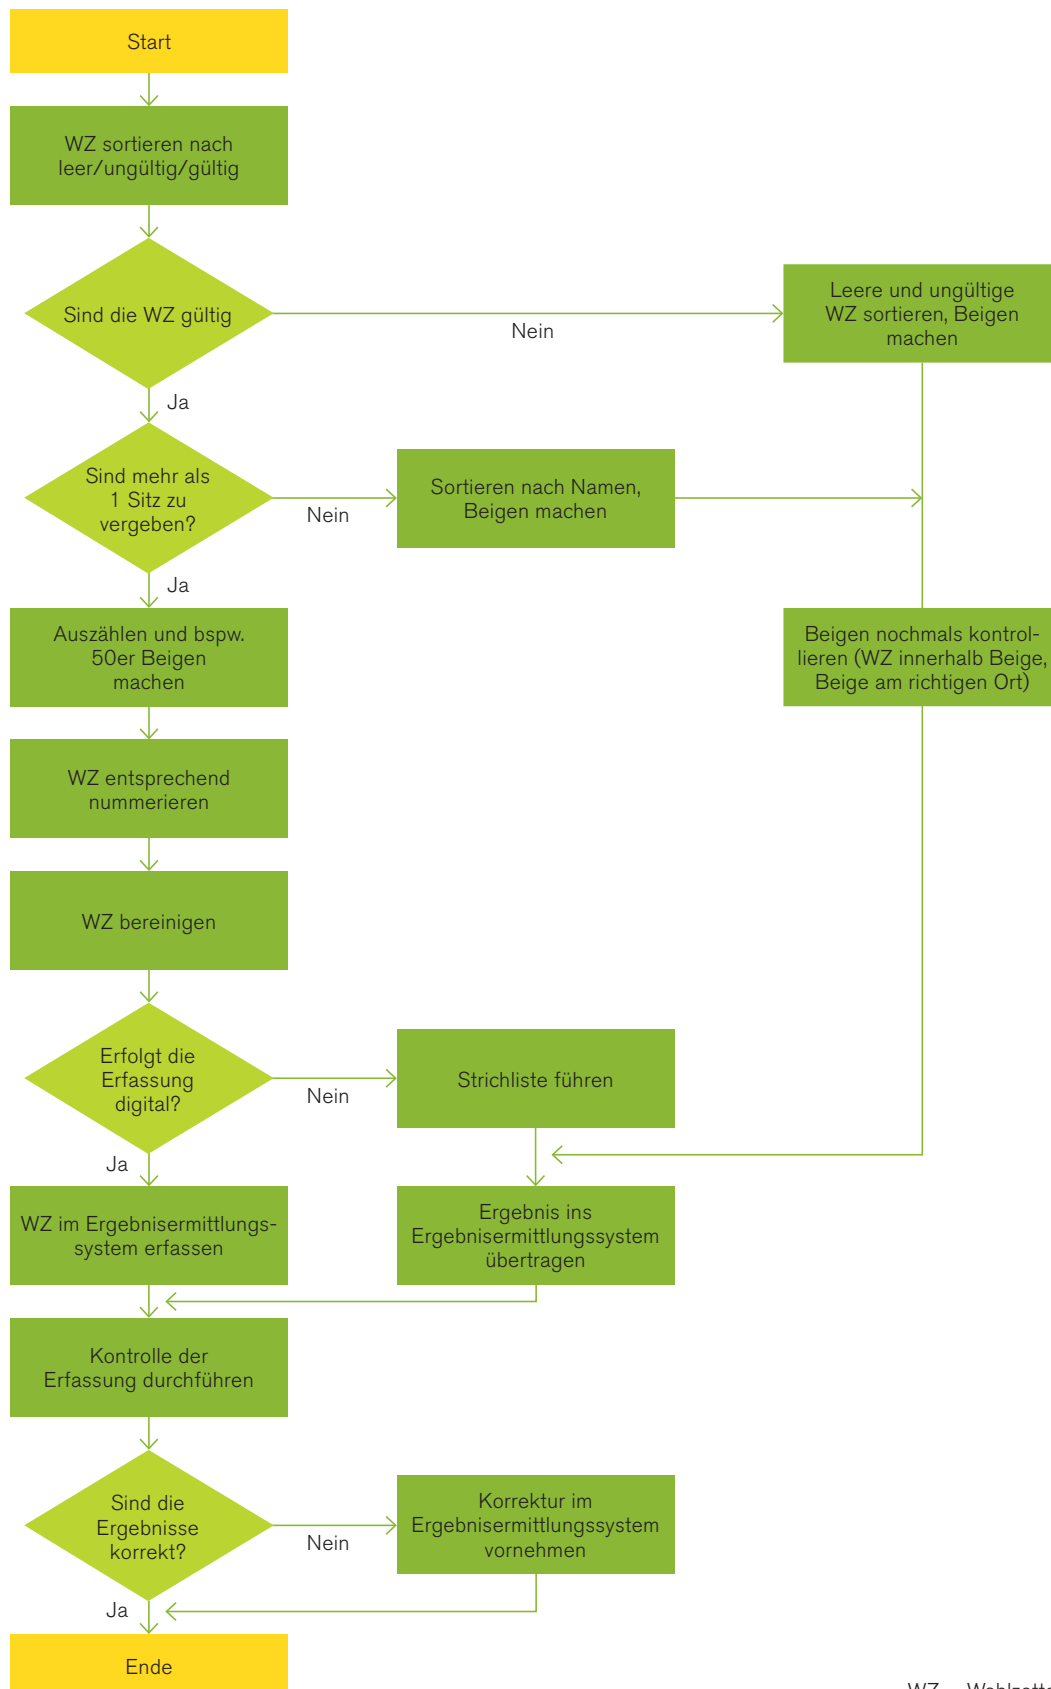 Start
WZ sortieren nach
leer/ungültig/gültig
Sind die WZ gültig
Nein
Leere und ungültige
WZ sortieren, Beigen
machen
Ja
Sind mehr als
1 Sitz zu
vergeben?
Nein
Sortieren nach Namen,
Beigen machen
Ja
Auszählen und bspw.
50er Beigen
machen
Beigen nochmals kontrol-
lieren (WZ innerhalb Beige,
Beige am richtigen Ort)
WZ entsprechend
nummerieren
WZ bereinigen
Erfolgt die
Erfassung
digital?
Nein
Strichliste führen
Ja
WZ im Ergebnisermittlungs-
system erfassen
Ergebnis ins
Ergebnisermittlungssystem
übertragen
Kontrolle der
Erfassung durchführen
Sind die
Ergebnisse
korrekt?
Nein
Korrektur im
Ergebnisermittlungssystem
vornehmen
Ja
Ende
WZ